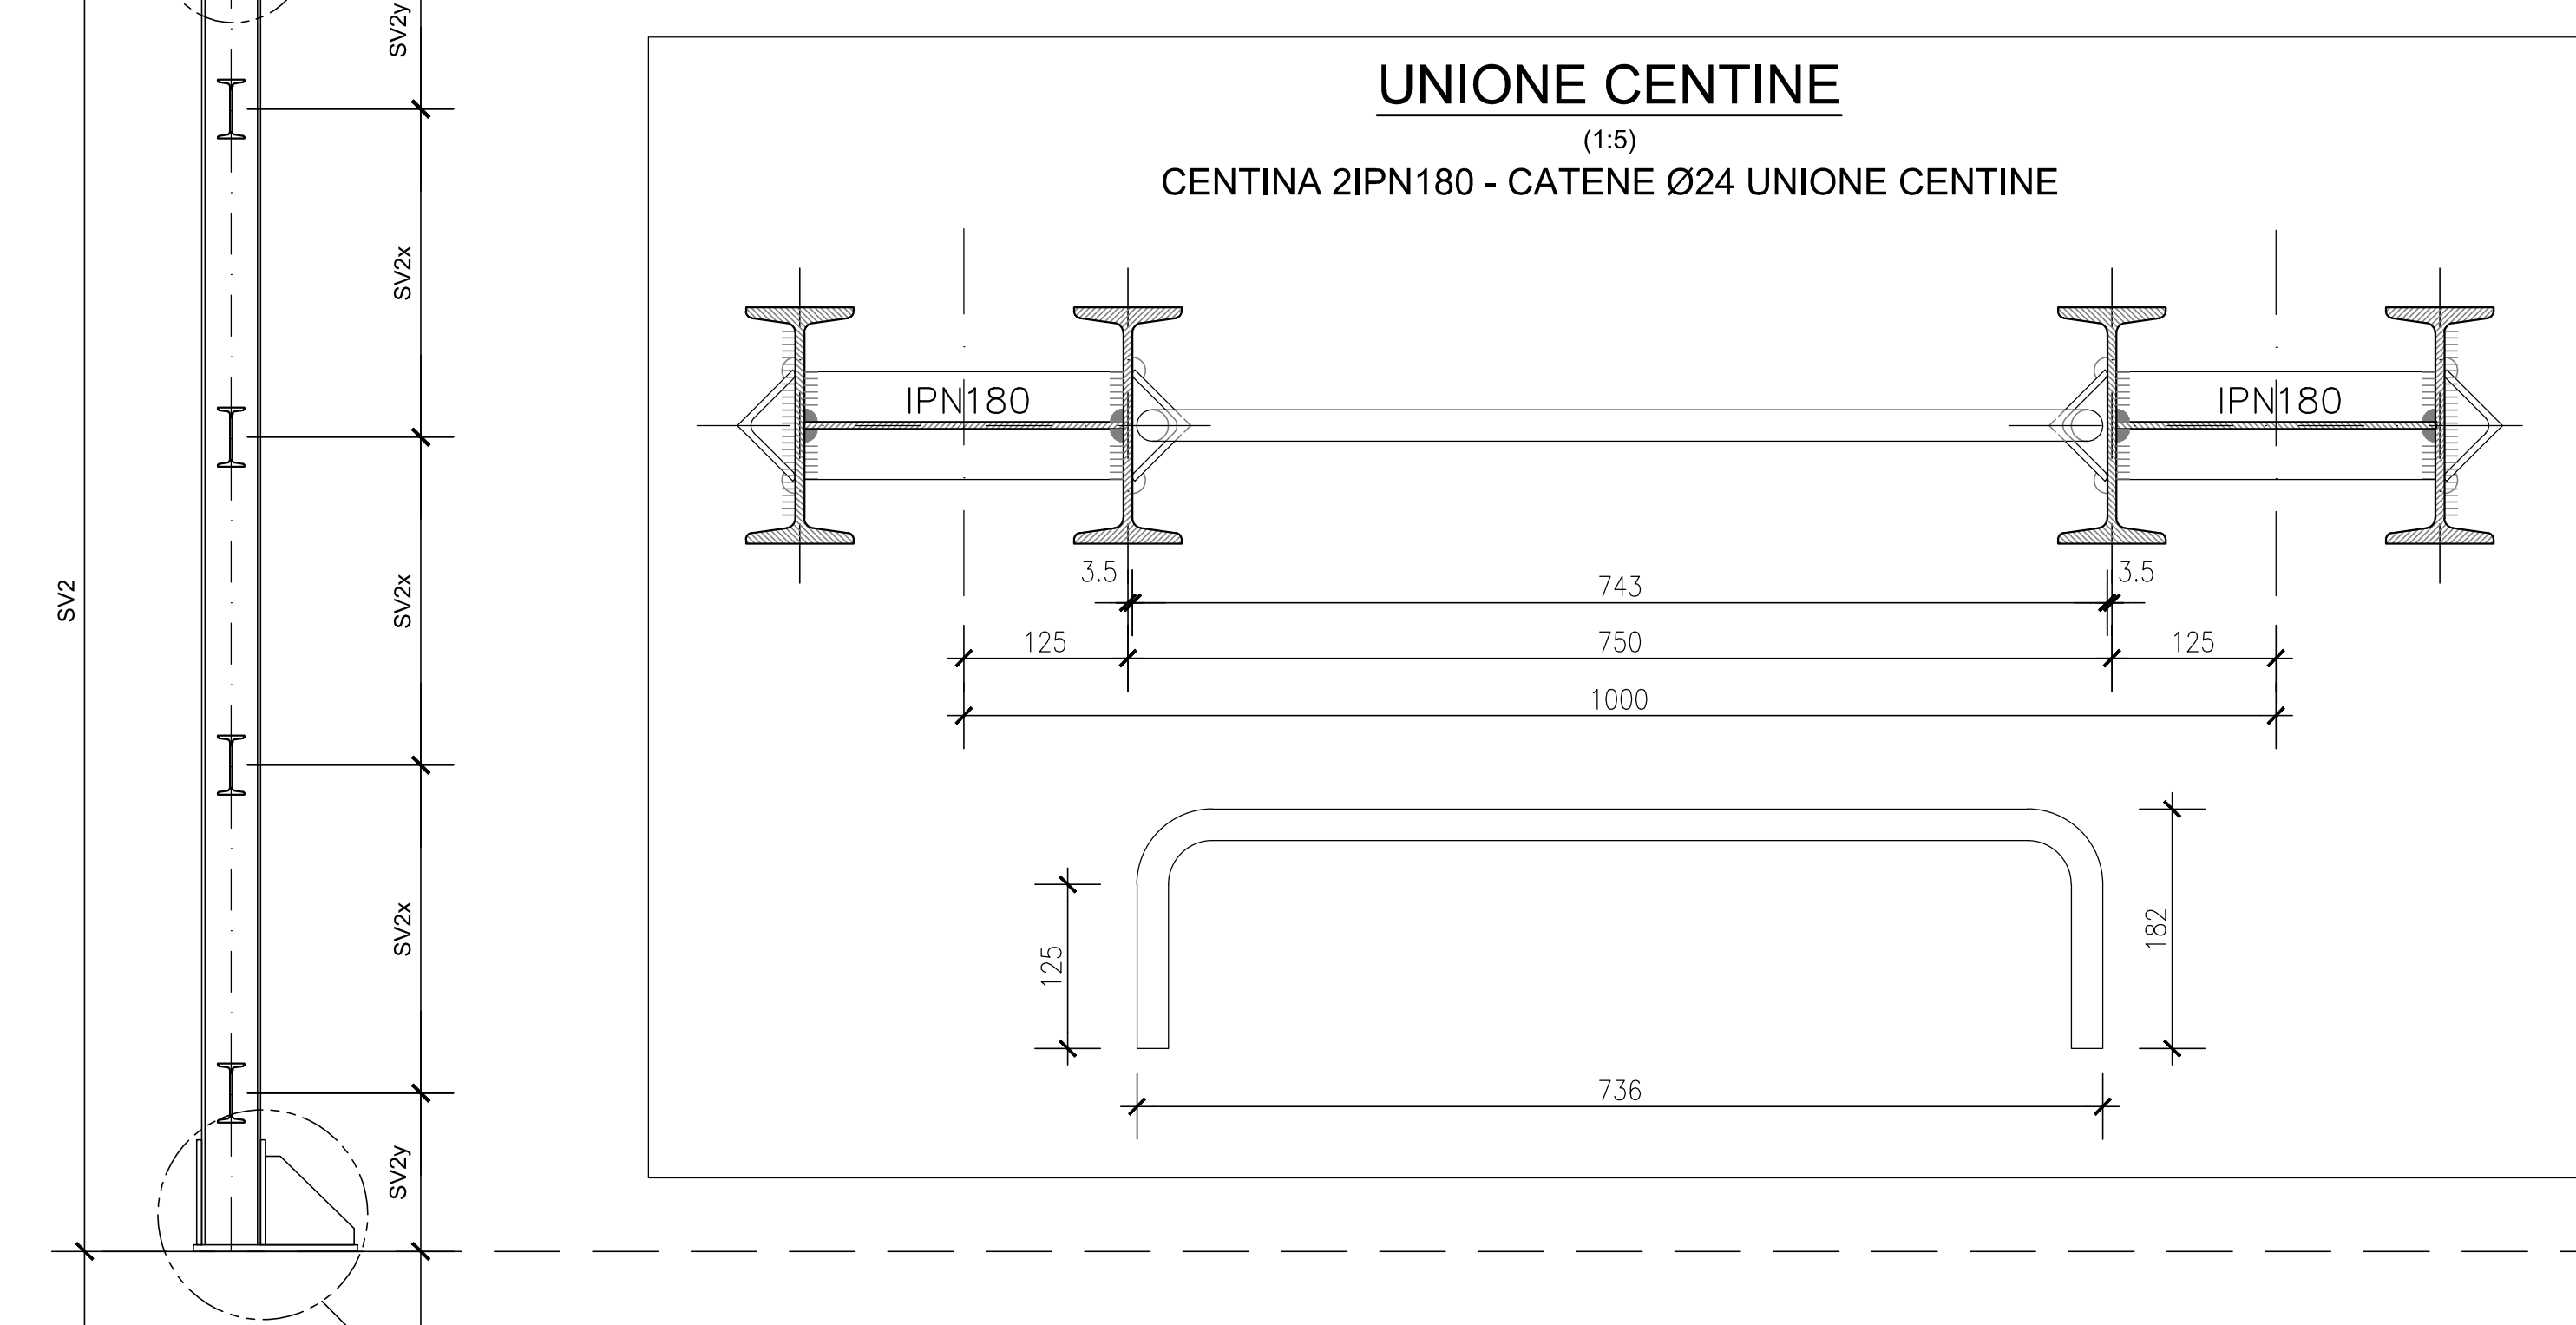 SV2y
SV2x
SV2x
SV2x
SV2y
SV2
UNIONE CENTINE
(1:5)
CENTINA 2IPN180 - CATENE Ø24 UNIONE CENTINE
IPN180
IPN180
3.5
743
3.5
125
750
125
1000
125
182
736